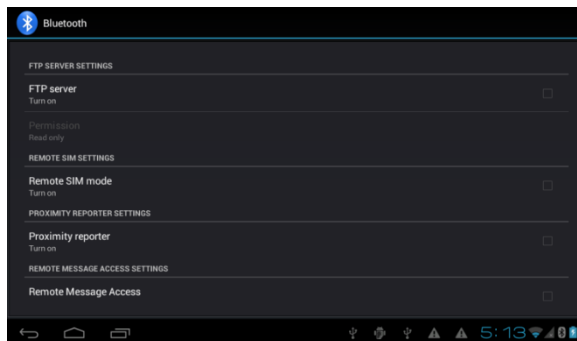 Bluetooth
FTP SERVER SETTINGS
FTP server
Turn on
Permission
Read only
REMOTE SIM SETTINGS
Remote SIM mode
Turn on
PROXIMITY REPORTER SETTINGS
Proximity reporter
Turn on
REMOTE MESSAGE ACCESS SETTINGS
Remote Message Access
5:13